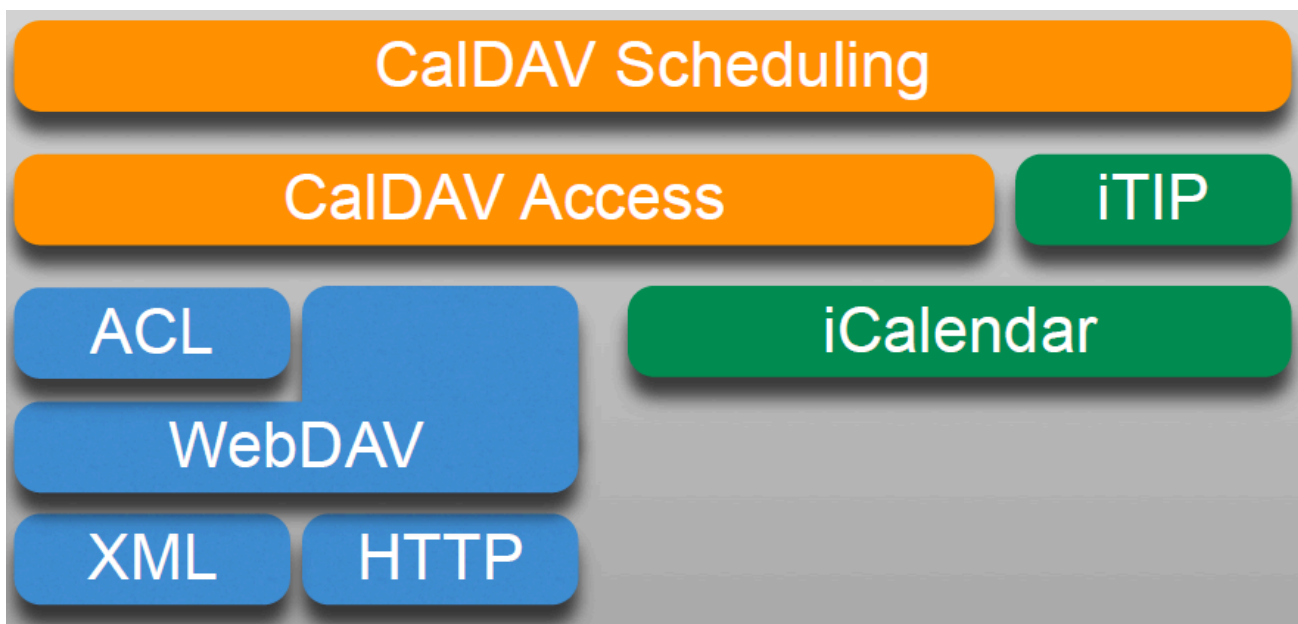 CalDAV Scheduling
CalDAV Access
iTIP
ACL
iCalendar
WebDAV
XML
HTTP